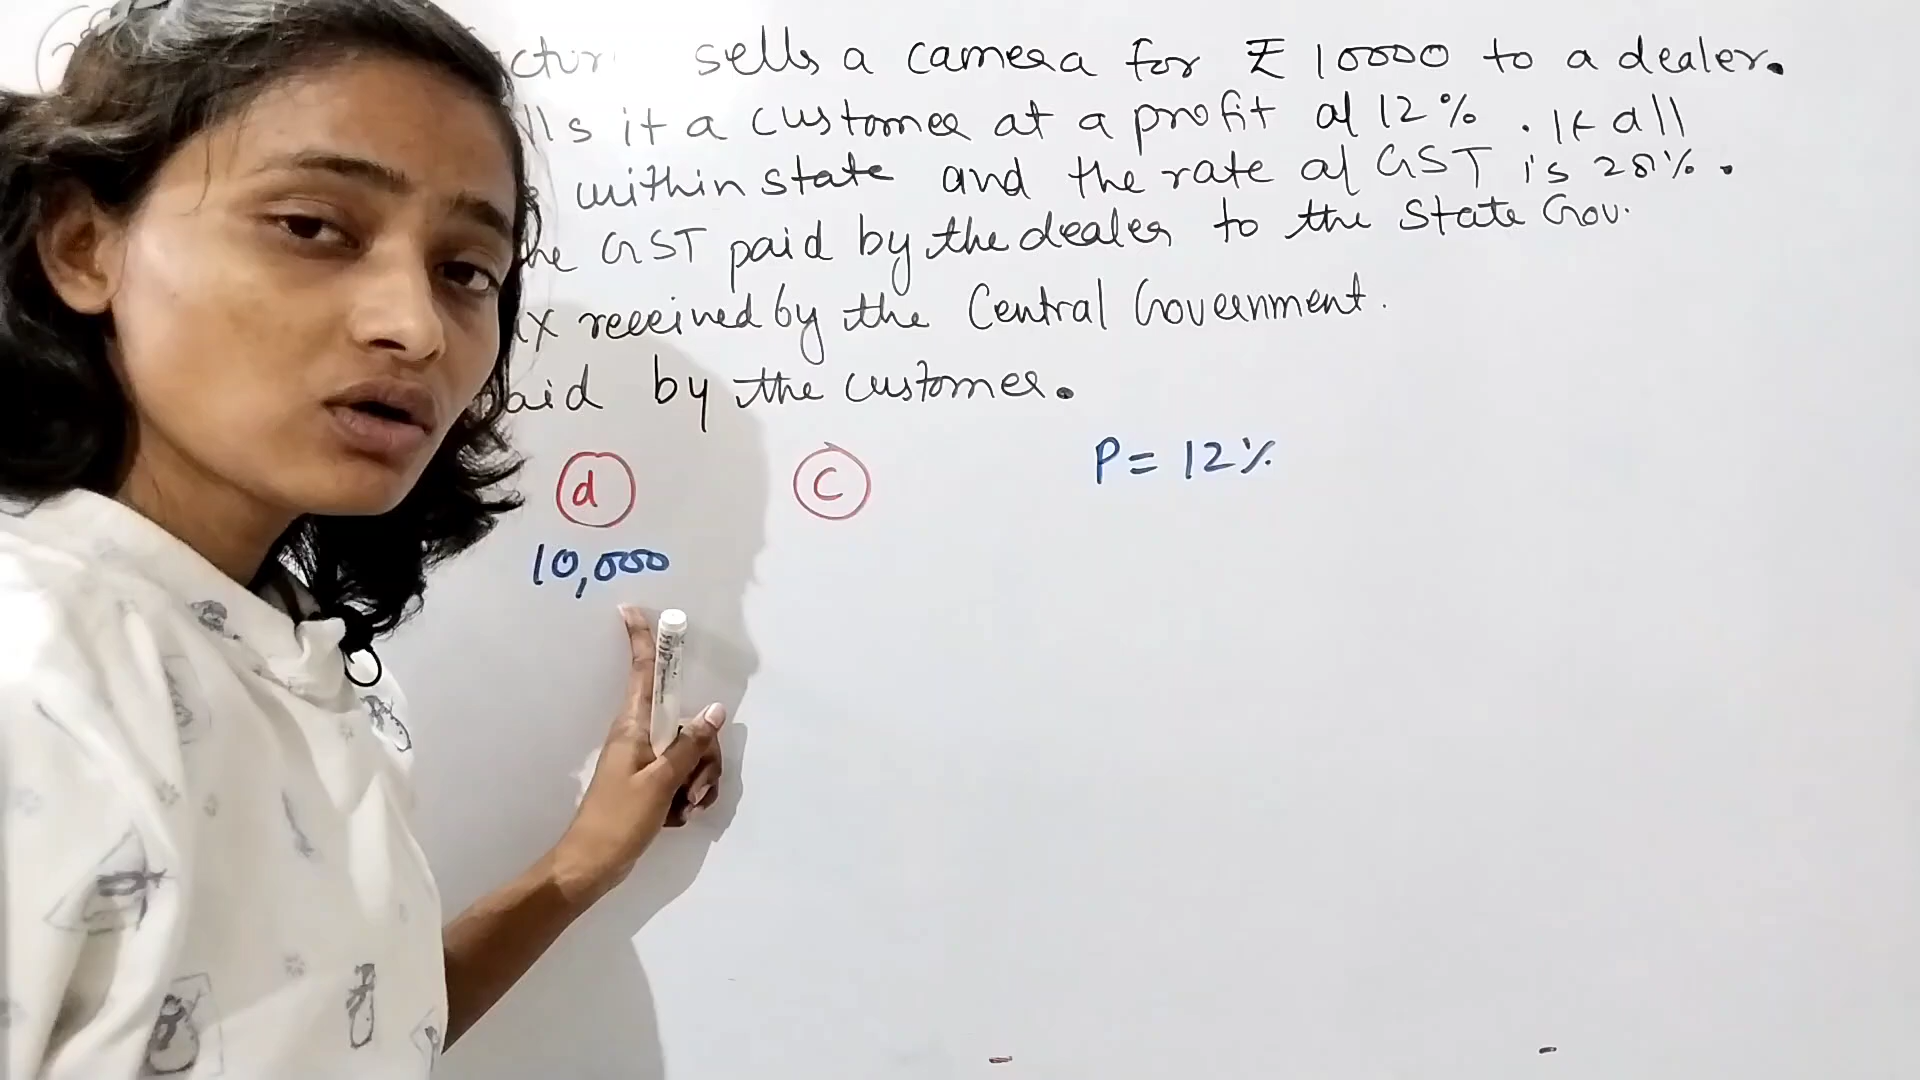 sells a camera for ₹ 10000 to a dealer.
it a customer at a profit of 12% . If all
within state and the rate of GST is 28% .
GST paid by the dealer to the State Gov.
received by the Central Government.
by the customer.
d c P = 12%
10,000